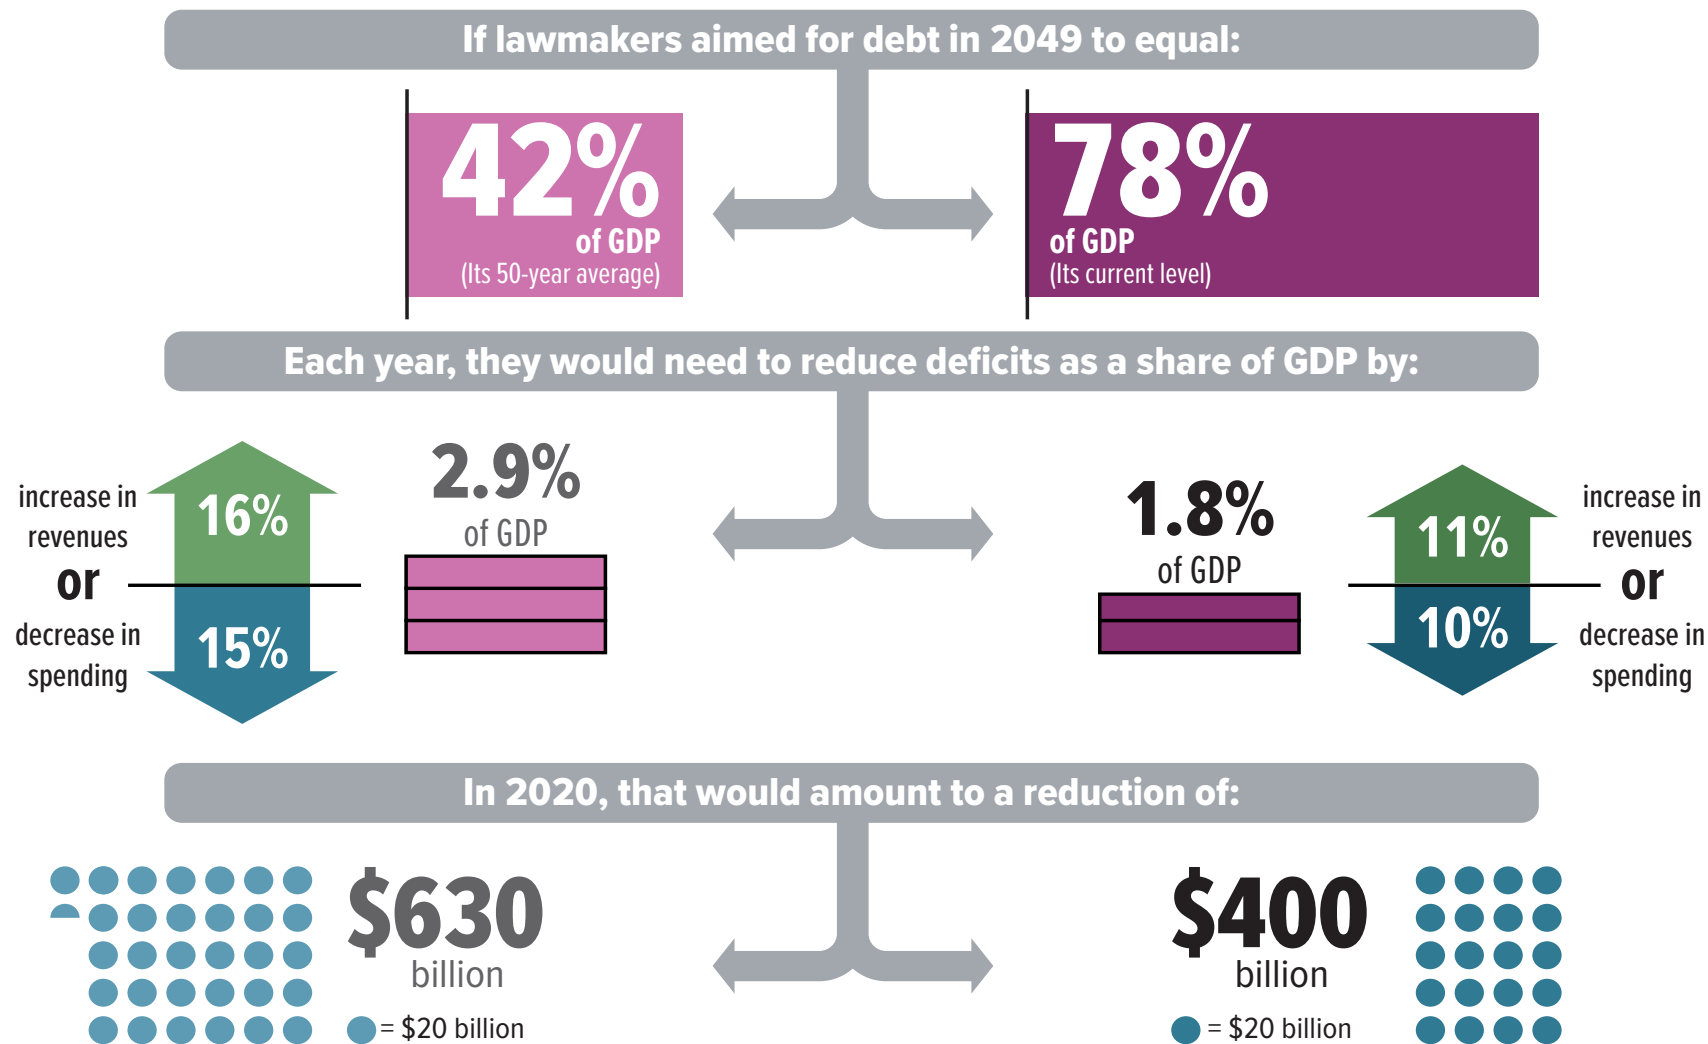 If lawmakers aimed for debt in 2049 to equal:
42%
of GDP
(Its 50-year average)
78%
of GDP
(Its current level)
Each year, they would need to reduce deficits as a share of GDP by:
increase in
revenues
or
decrease in
spending
16%
15%
2.9%
of GDP
1.8%
of GDP
11%
10%
increase in
revenues
or
decrease in
spending
In 2020, that would amount to a reduction of:
$630
billion
= $20 billion
$400
billion
= $20 billion